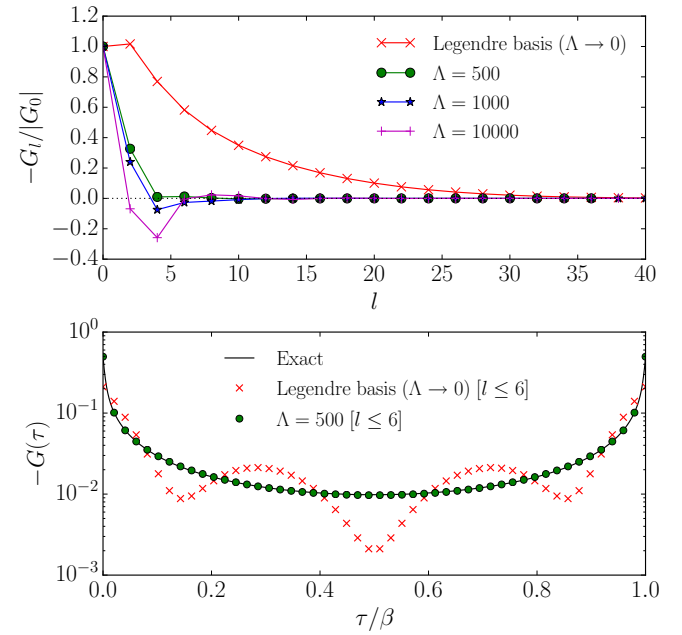 1.2
1.0
0.8
0.6
0.4
0.2
0.0
−0.2
−0.4
−G_l/|G_0|
Legendre basis (Λ → 0)
Λ = 500
Λ = 1000
Λ = 10000
0 5 10 15 20 25 30 35 40
l
10^0
10^−1
10^−2
10^−3
−G(τ)
Exact
Legendre basis (Λ → 0) [l ≤ 6]
Λ = 500 [l ≤ 6]
0.0 0.2 0.4 0.6 0.8 1.0
τ/β